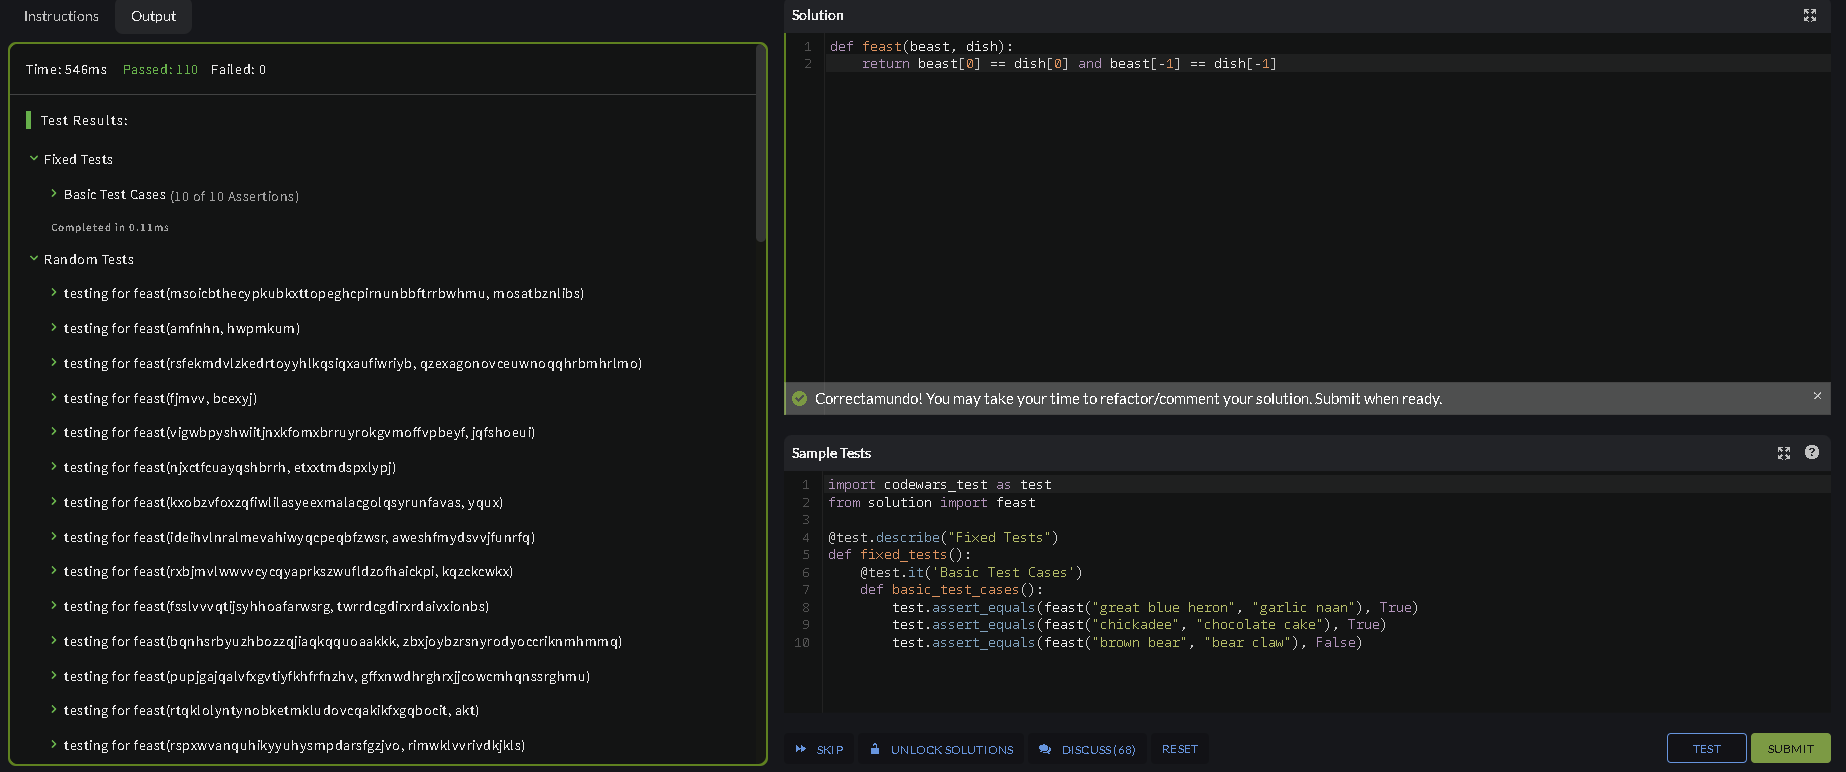 Instructions
Output
Time: 546ms Passed: 110 Failed: 0
Test Results:
Fixed Tests
Basic Test Cases (10 of 10 Assertions)
Completed in 0.11ms
Random Tests
testing for feast(msoicbthecypkubkxttopeghcpirnunbbftrrbwhmu, mosatbznlibs)
testing for feast(amfnhn, hwpmkum)
testing for feast(rsfekmdvlzkedrtoyyhlkqsiqxaufiwriyb, qzexagonovceuwnoqqhrbmhrlmo)
testing for feast(fjmvv, bcexyj)
testing for feast(vigwbpyshwiitjnxkfomxbrruyrokgvmoffvpbeyf, jqfshoeui)
testing for feast(njxctfcuayqshbrrh, etxxtmdspxlypj)
testing for feast(kxobzvfoxzqfiwlilasyeexmalacgolqsyrunfavas, yqux)
testing for feast(ideihvlnralmevahiwyqcpeqbfzwsr, aweshfmydsvvjfunrfq)
testing for feast(rxbjmvlwwvvcycqyaprkszwufldzofhaickpi, kqzckcwkx)
testing for feast(fsslvvvqtijsyhhoafarwsrg, twrrdcgdirxrdaivxionbs)
testing for feast(bqnhsrbyuzhbozzqjiaqkqquoaakkk, zbxjoybzrsnyrodyoccriknmhmmq)
testing for feast(pupjgajqalvfxgvtiyfkhfrfnzhv, gffxnwdhrghrxjjcowcmhqnssrghmu)
testing for feast(rtqklolyntynobketmkludovcqakikfxgqbocit, akt)
testing for feast(rspxwvanquhikyyuhysmpdarsfgzjvo, rimwklvvrivdkjkls)
Solution
1 def feast(beast, dish):
2 return beast[0] == dish[0] and beast[-1] == dish[-1]
Correctamundo! You may take your time to refactor/comment your solution. Submit when ready.
Sample Tests
1 import codewars_test as test
2 from solution import feast
3
4 @test.describe("Fixed Tests")
5 def fixed_tests():
6 @test.it('Basic Test Cases')
7 def basic_test_cases():
8 test.assert_equals(feast("great blue heron", "garlic naan"), True)
9 test.assert_equals(feast("chickadee", "chocolate cake"), True)
10 test.assert_equals(feast("brown bear", "bear claw"), False)
SKIP
UNLOCK SOLUTIONS
DISCUSS (68)
RESET
TEST
SUBMIT